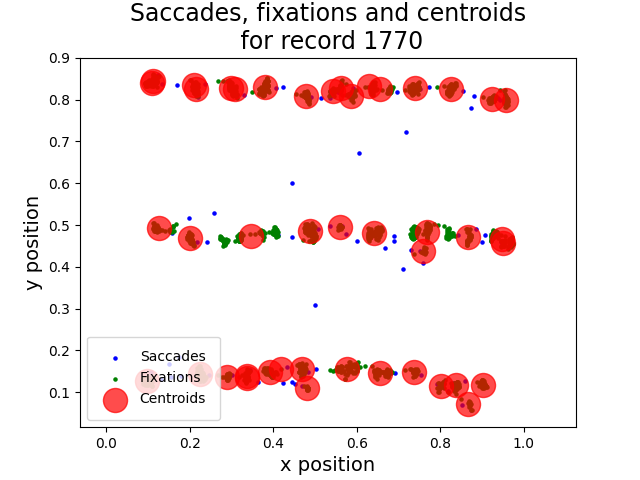 Saccades, fixations and centroids
for record 1770
y position
0.9
0.8
0.7
0.6
0.5
0.4
0.3
0.2
0.1
Saccades
Fixations
Centroids
0.0 0.2 0.4 0.6 0.8 1.0
x position